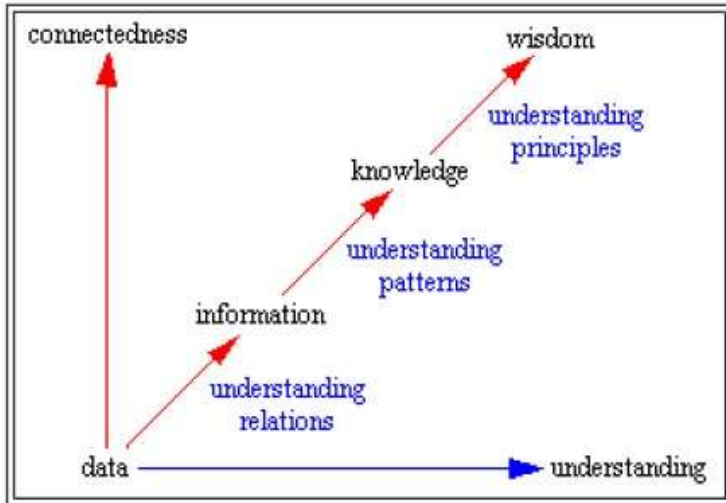 connectedness
wisdom
understanding
principles
knowledge
understanding
patterns
information
understanding
relations
data
understanding